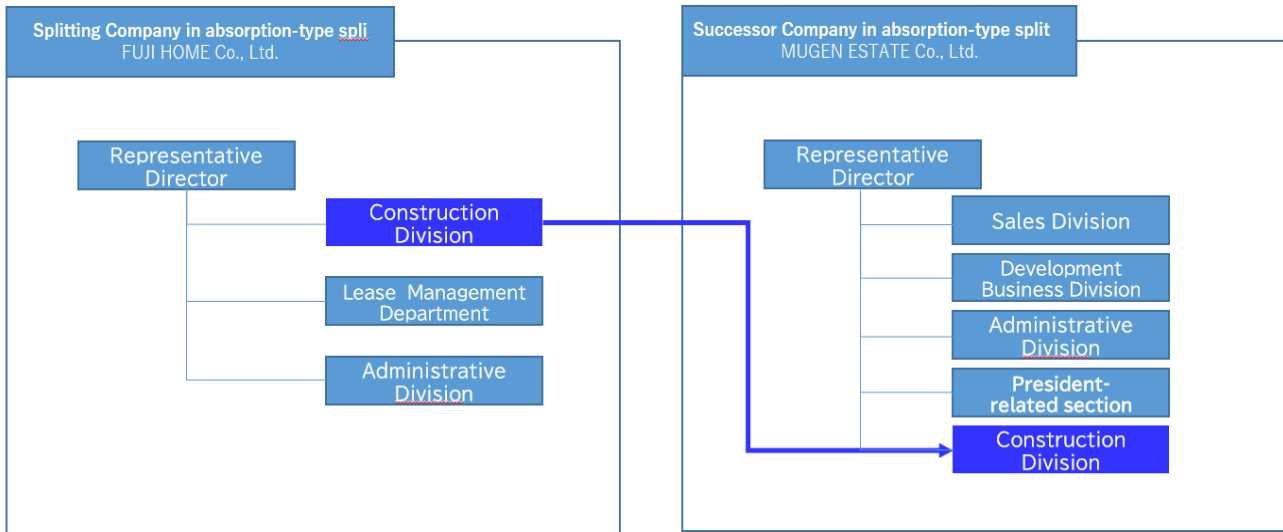 Splitting Company in absorption-type spli
FUJI HOME Co., Ltd.
Representative
Director
Construction
Division
Lease Management
Department
Administrative
Division
Successor Company in absorption-type split
MUGEN ESTATE Co., Ltd.
Representative
Director
Sales Division
Development
Business Division
Administrative
Division
President-
related section
Construction
Division